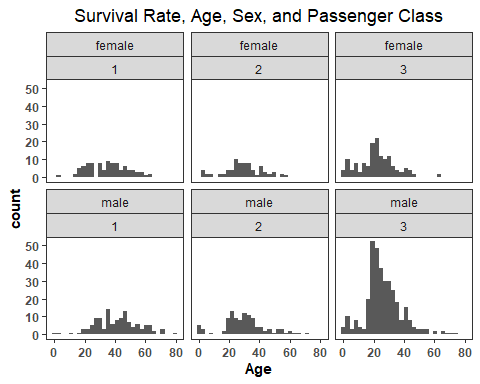 Survival Rate, Age, Sex, and Passenger Class
female female female
1 2 3
50
40
30
20
10
0
male male male
1 2 3
50
40
30
20
10
0
count
0 20 40 60 80 0 20 40 60 80 0 20 40 60 80
Age